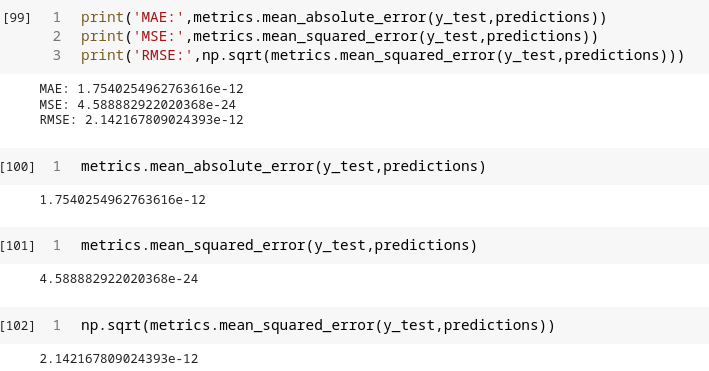 [99] 1 print('MAE:',metrics.mean_absolute_error(y_test,predictions))
2 print('MSE:',metrics.mean_squared_error(y_test,predictions))
3 print('RMSE:',np.sqrt(metrics.mean_squared_error(y_test,predictions)))
MAE: 1.7540254962763616e-12
MSE: 4.588882922020368e-24
RMSE: 2.142167809024393e-12
[100] 1 metrics.mean_absolute_error(y_test,predictions)
1.7540254962763616e-12
[101] 1 metrics.mean_squared_error(y_test,predictions)
4.588882922020368e-24
[102] 1 np.sqrt(metrics.mean_squared_error(y_test,predictions))
2.142167809024393e-12